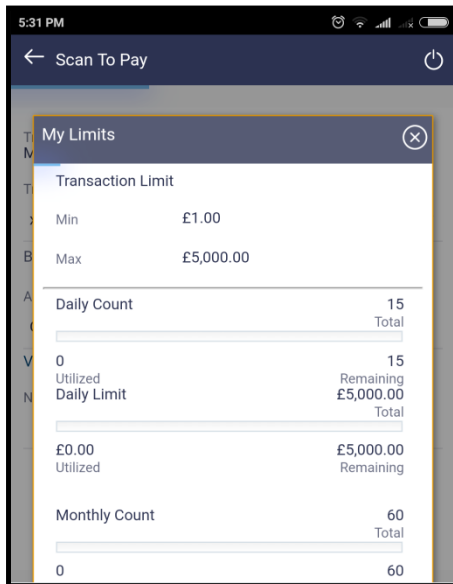 5:31 PM
Scan To Pay
My Limits
Transaction Limit
Min £1.00
Max £5,000.00
Daily Count 15
Total
0 15
Utilized Remaining
Daily Limit £5,000.00
Total
£0.00 £5,000.00
Utilized Remaining
Monthly Count 60
Total
0 60